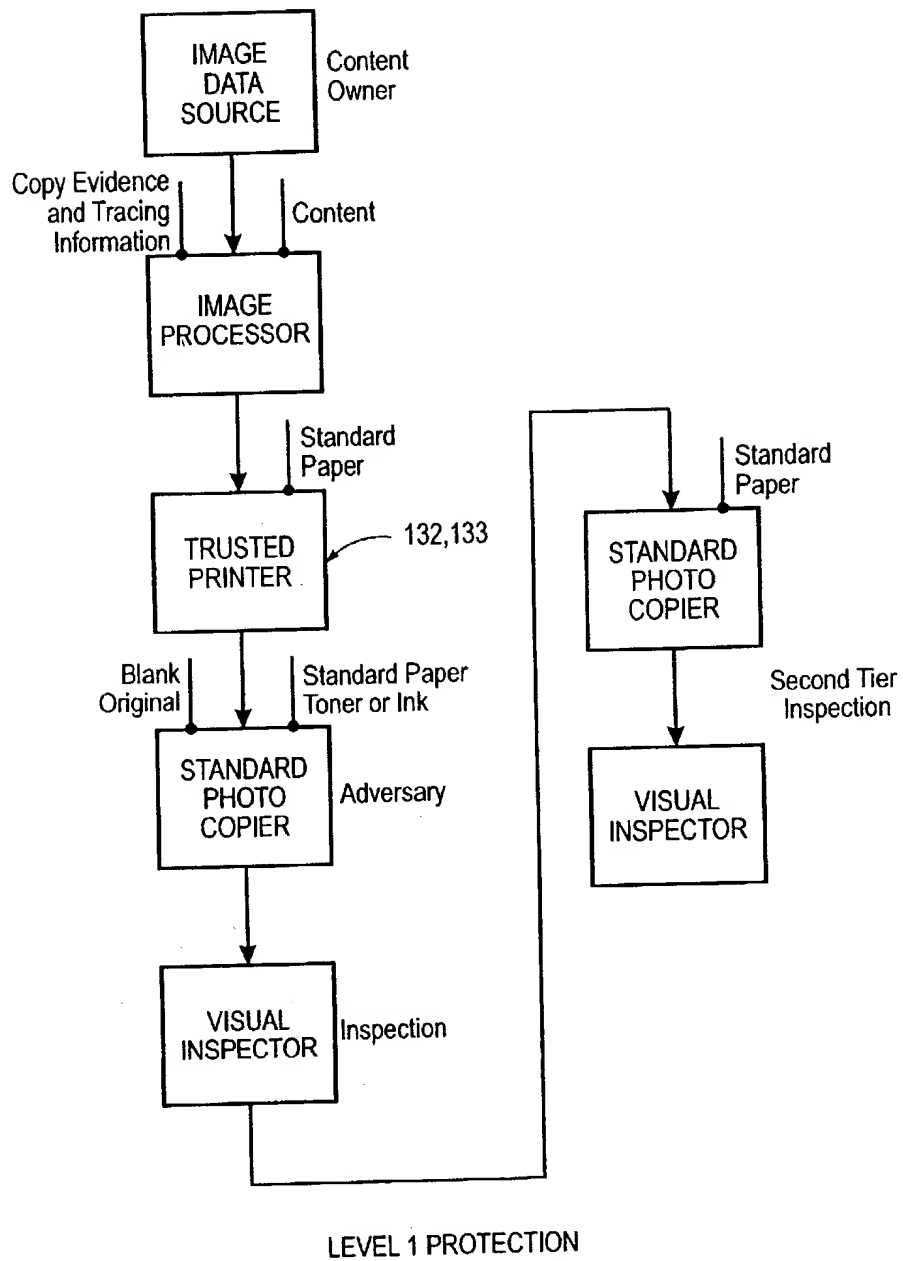 IMAGE
DATA
SOURCE
Content
Owner
Copy Evidence
and Tracing
Information
Content
IMAGE
PROCESSOR
Standard
Paper
TRUSTED
PRINTER
132,133
Blank
Original
Standard Paper
Toner or Ink
STANDARD
PHOTO
COPIER
Adversary
VISUAL
INSPECTOR
Inspection
Standard
Paper
STANDARD
PHOTO
COPIER
Second Tier
Inspection
VISUAL
INSPECTOR
LEVEL 1 PROTECTION